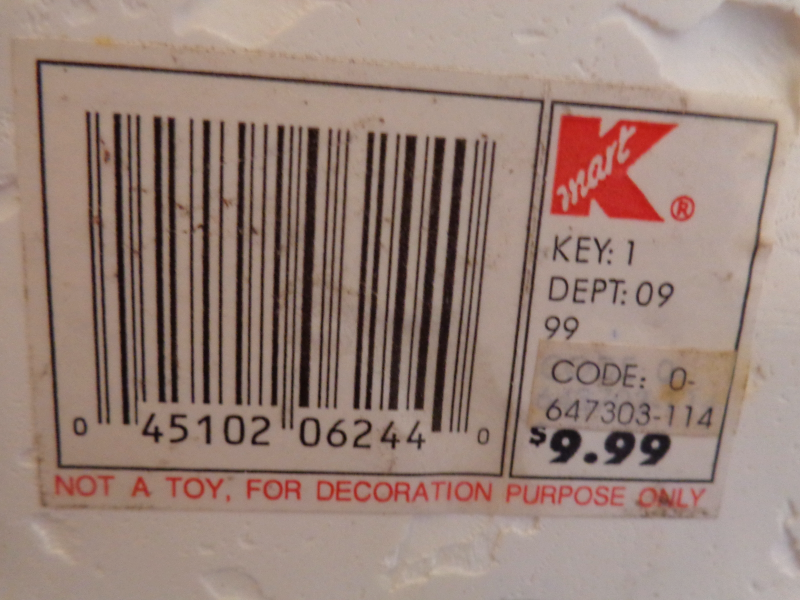 Kmart®
KEY: 1
DEPT: 09
99
CODE: 0-
647303-114
$9.99
0 45102 06244 0
NOT A TOY, FOR DECORATION PURPOSE ONLY